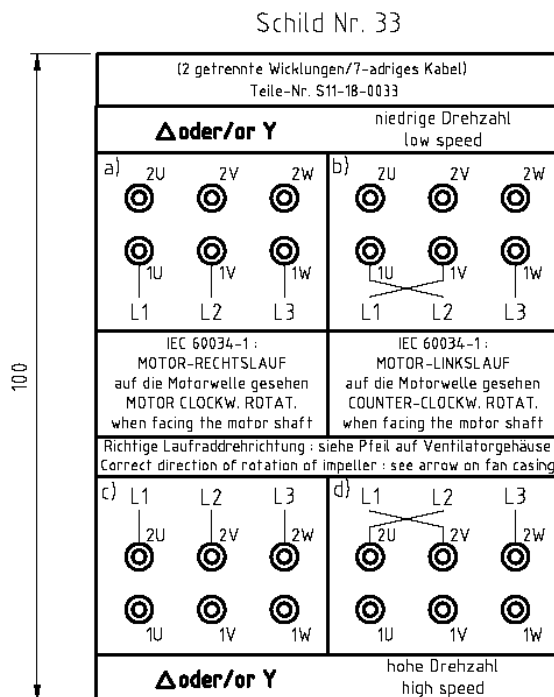 Schild Nr. 33
(2 getrennte Wicklungen/7-adriges Kabel)
Teile-Nr. S11-18-0033
Δ oder/or Y
niedrige Drehzahl
low speed
a)
2U 2V 2W
1U 1V 1W
L1 L2 L3
b)
2U 2V 2W
1U 1V 1W
L1 L2 L3
IEC 60034-1 :
MOTOR-RECHTSLAUF
auf die Motorwelle gesehen
MOTOR CLOCKW. ROTAT.
when facing the motor shaft
IEC 60034-1 :
MOTOR-LINKSLAUF
auf die Motorwelle gesehen
COUNTER-CLOCKW. ROTAT.
when facing the motor shaft
Richtige Laufraddrehrichtung : siehe Pfeil auf Ventilatorgehäuse
Correct direction of rotation of impeller : see arrow on fan casing
c)
L1 L2 L3
2U 2V 2W
1U 1V 1W
d)
L1 L2 L3
2U 2V 2W
1U 1V 1W
Δ oder/or Y
hohe Drehzahl
high speed
100